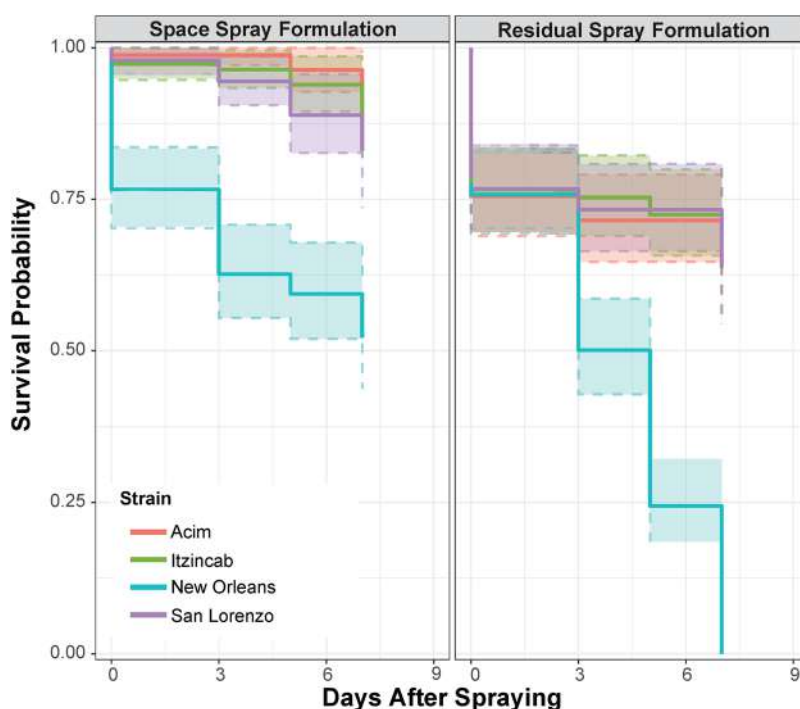 Space Spray Formulation
Residual Spray Formulation
Survival Probability
1.00
0.75
0.50
0.25
0.00
Strain
Acim
Itzincab
New Orleans
San Lorenzo
0 3 6 9
0 3 6 9
Days After Spraying